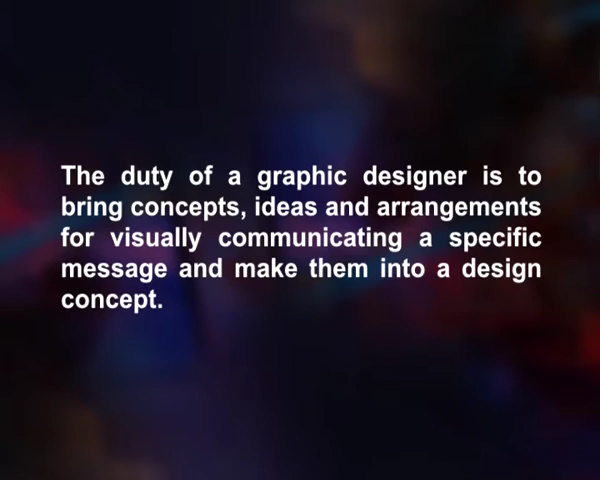 The duty of a graphic designer is to
bring concepts, ideas and arrangements
for visually communicating a specific
message and make them into a design
concept.